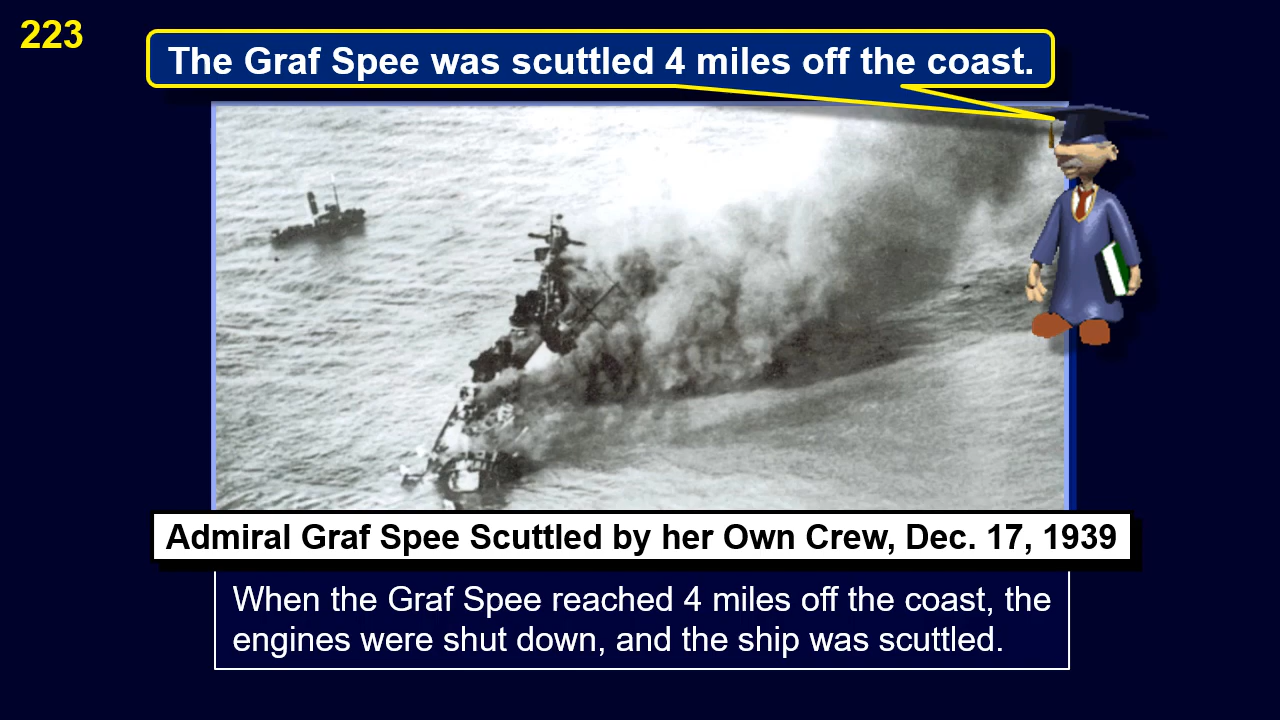 223
The Graf Spee was scuttled 4 miles off the coast.
Admiral Graf Spee Scuttled by her Own Crew, Dec. 17, 1939
When the Graf Spee reached 4 miles off the coast, the
engines were shut down, and the ship was scuttled.